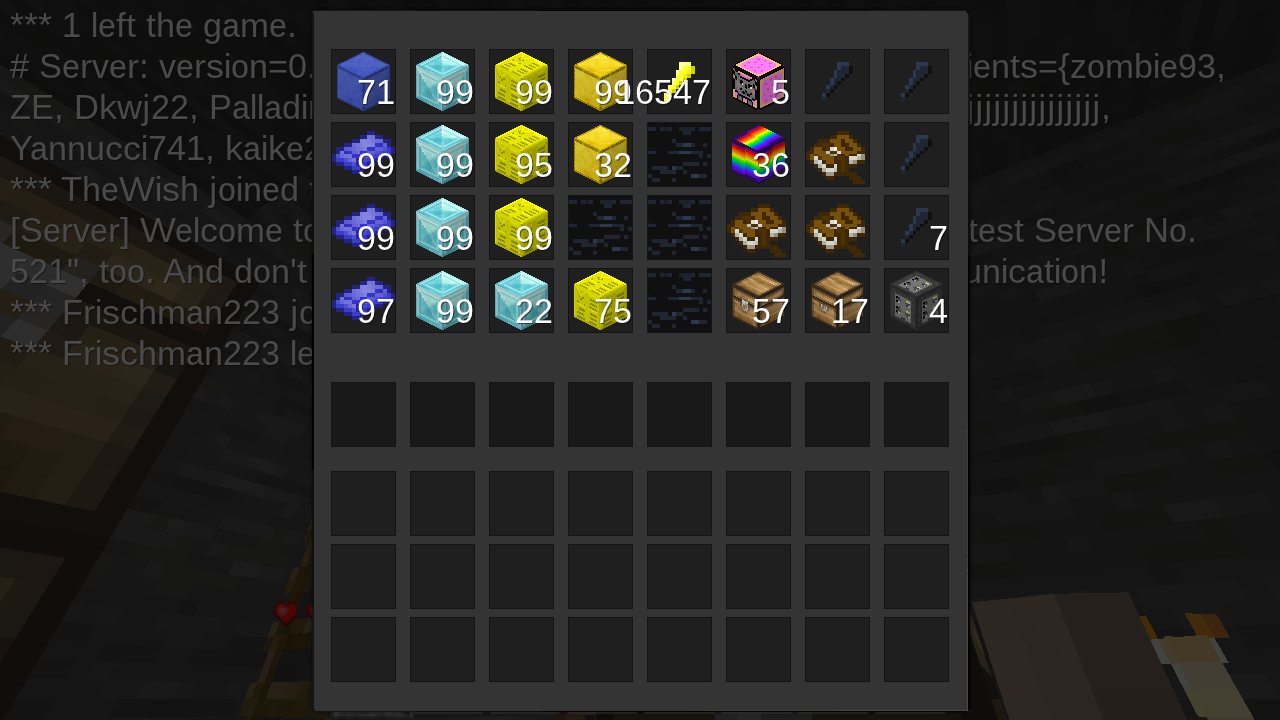 *** 1 left the game.
# Server: version=0. ients={zombie93,
ZE, Dkwj22, Palladi jjjjjjjjjjjjjjj,
Yannucci741, kaike2
*** TheWish joined
[Server] Welcome to test Server No.
521", too. And don't unication!
*** Frischman223 jo
*** Frischman223 le
71 99 99 99 16547 5
99 99 95 32 36
99 99 99 7
97 99 22 75 57 17 4